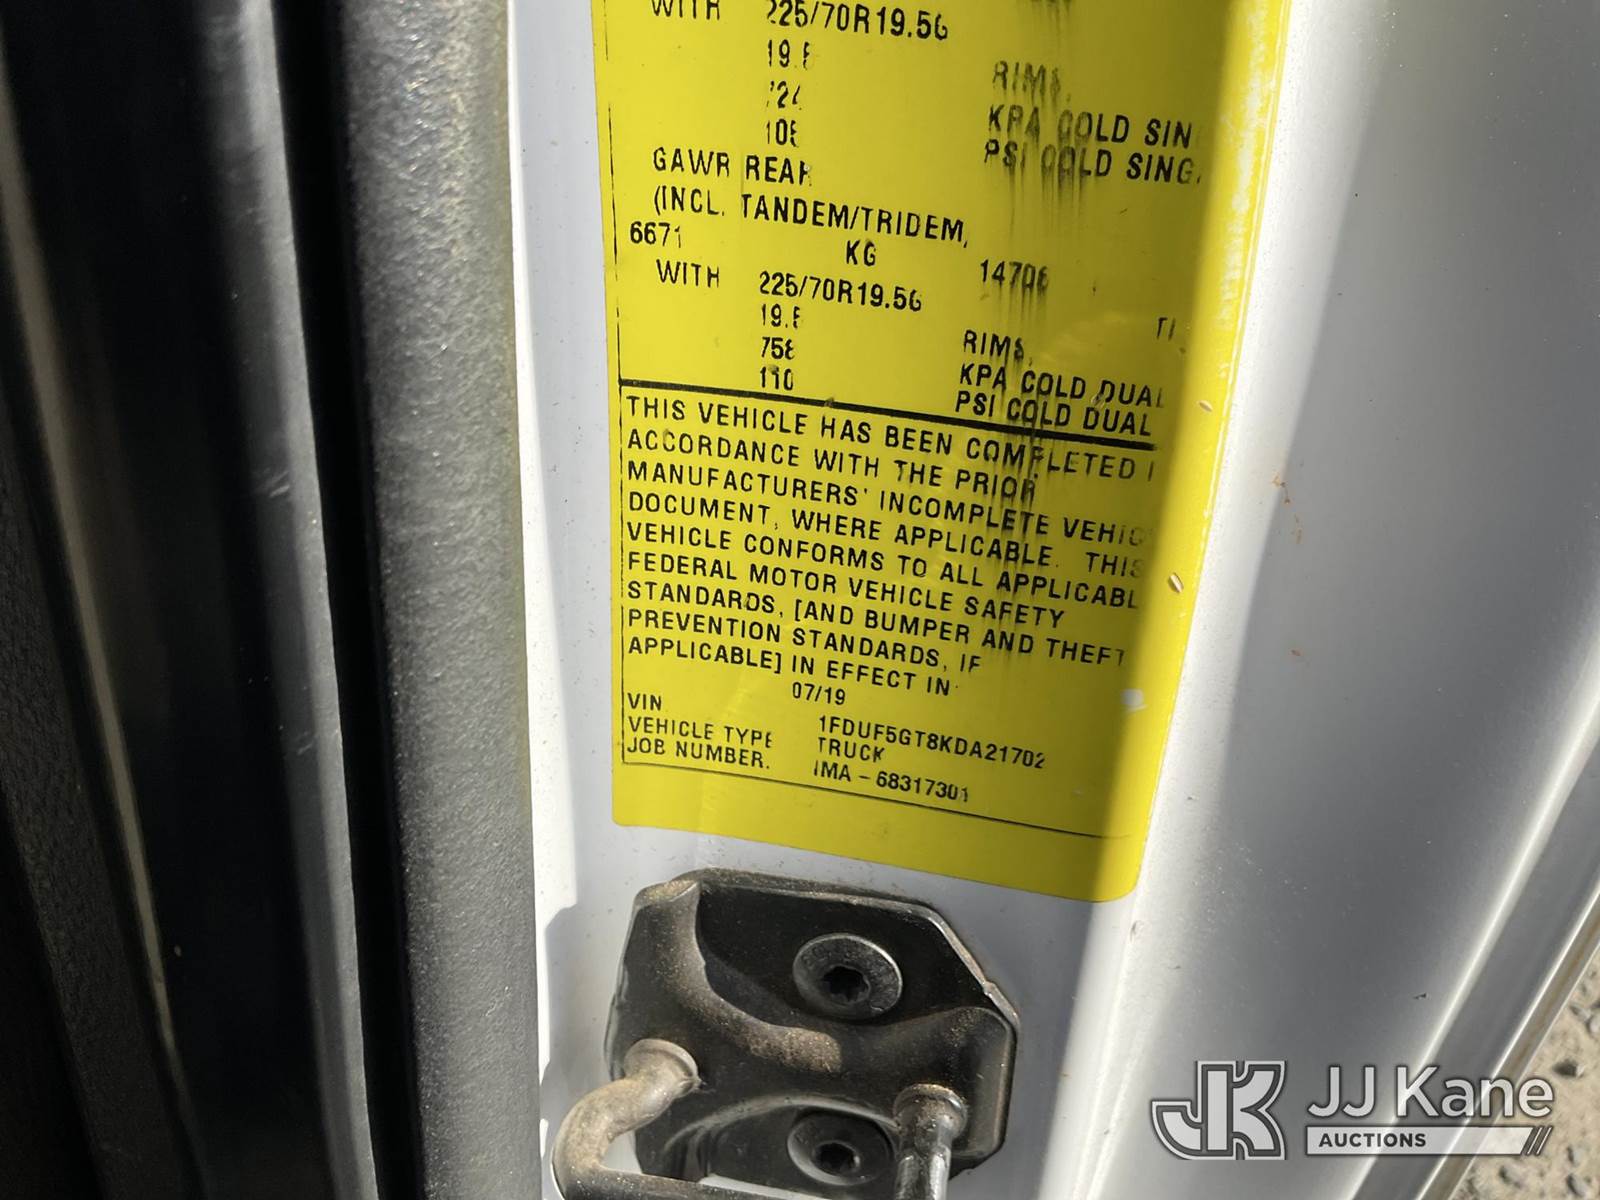 WITH 225/70R19.5G
RIMS,
KPA COLD SIN
PSI COLD SING
GAWR REAR
(INCL. TANDEM/TRIDEM,
6671 KG 14706
WITH 225/70R19.5G
19.5 RIMS,
758 KPA COLD DUAL
110 PSI COLD DUAL
THIS VEHICLE HAS BEEN COMPLETED
ACCORDANCE WITH THE PRIOR
MANUFACTURERS' INCOMPLETE VEHIC
DOCUMENT, WHERE APPLICABLE. THIS
VEHICLE CONFORMS TO ALL APPLICABL
FEDERAL MOTOR VEHICLE SAFETY
STANDARDS, [AND BUMPER AND THEFT
PREVENTION STANDARDS, IF
APPLICABLE] IN EFFECT IN
07/19
VIN 1FDUF5GT8KDA21702
VEHICLE TYPE TRUCK
JOB NUMBER. IMA - 68317301
JK JJ Kane
AUCTIONS